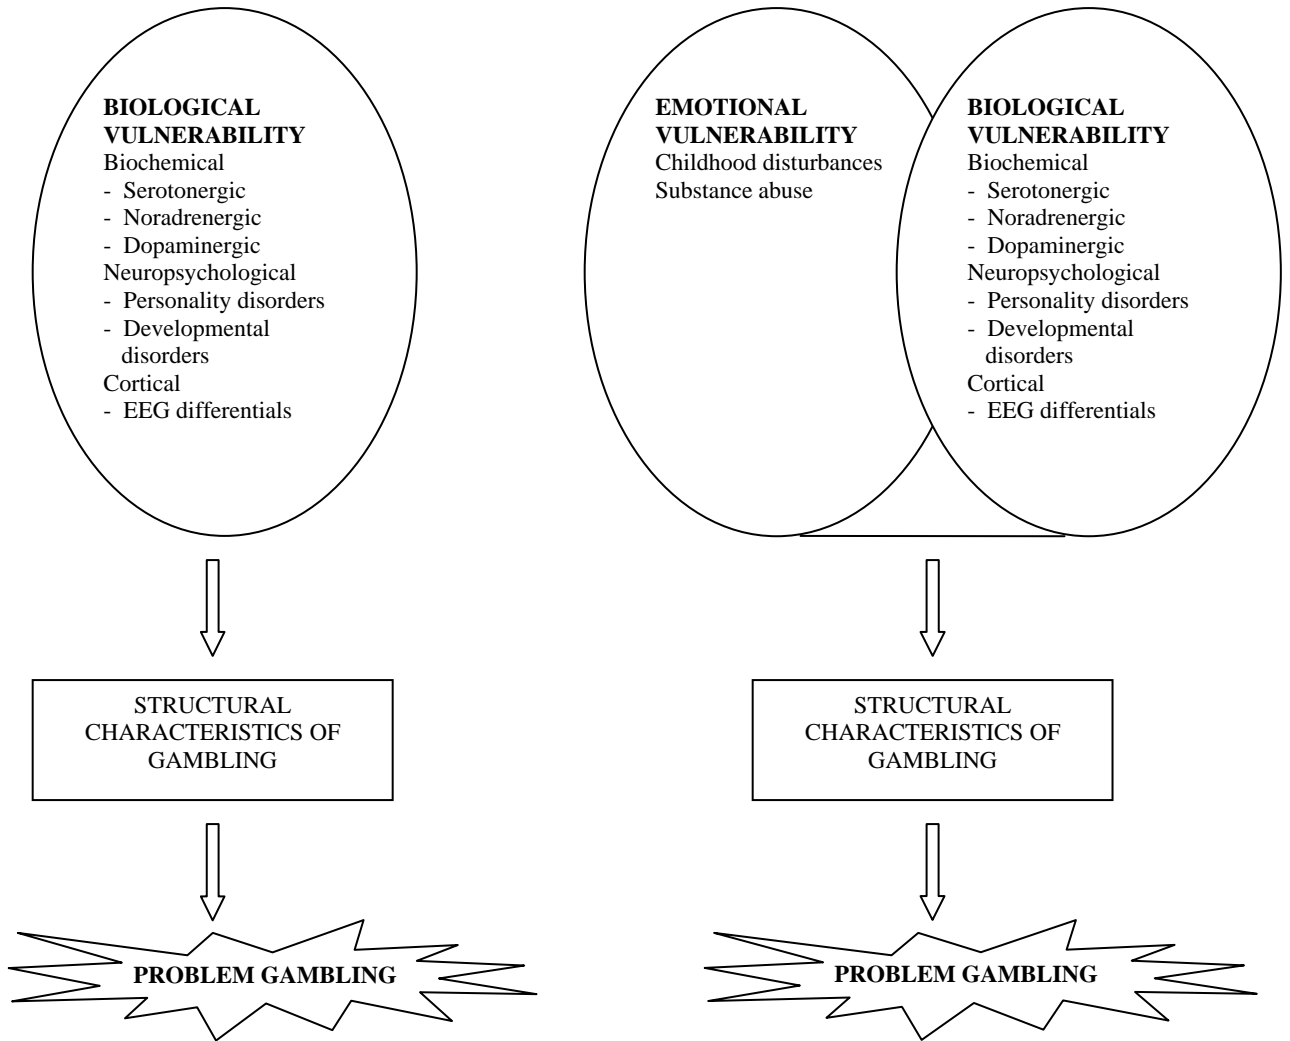 BIOLOGICAL
VULNERABILITY
Biochemical
- Serotonergic
- Noradrenergic
- Dopaminergic
Neuropsychological
- Personality disorders
- Developmental
disorders
Cortical
- EEG differentials
STRUCTURAL
CHARACTERISTICS OF
GAMBLING
PROBLEM GAMBLING
EMOTIONAL
VULNERABILITY
Childhood disturbances
Substance abuse
BIOLOGICAL
VULNERABILITY
Biochemical
- Serotonergic
- Noradrenergic
- Dopaminergic
Neuropsychological
- Personality disorders
- Developmental
disorders
Cortical
- EEG differentials
STRUCTURAL
CHARACTERISTICS OF
GAMBLING
PROBLEM GAMBLING